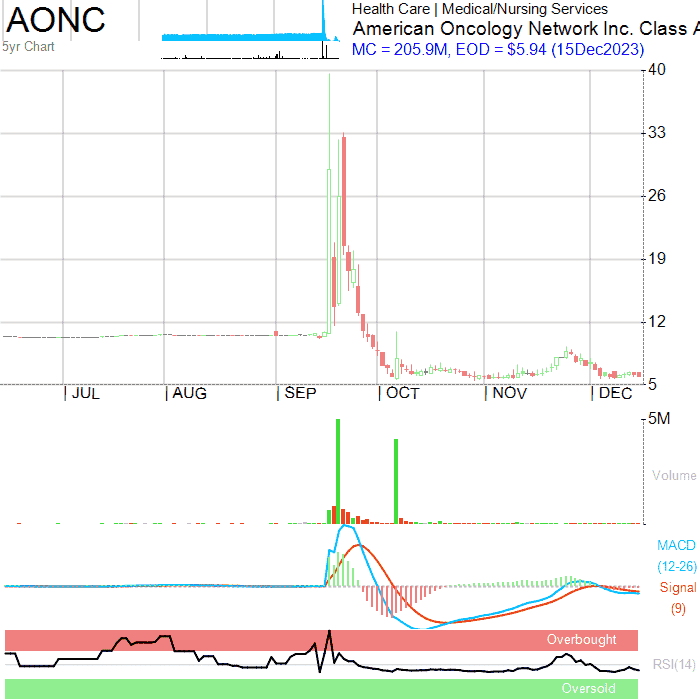 AONC
5yr Chart
Health Care | Medical/Nursing Services
American Oncology Network Inc. Class A
MC = 205.9M, EOD = $5.94 (15Dec2023)
40
33
26
19
12
5
JUL AUG SEP OCT NOV DEC
5M
Volume
MACD
(12-26)
Signal
(9)
Overbought
RSI(14)
Oversold